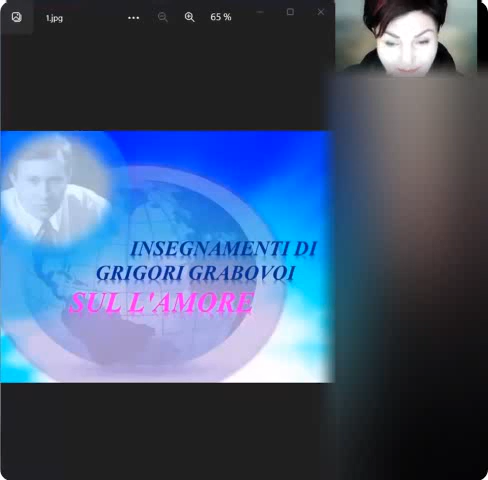 1.jpg
65 %
INSEGNAMENTI DI
GRIGORI GRABOVOI
SUL L'AMORE